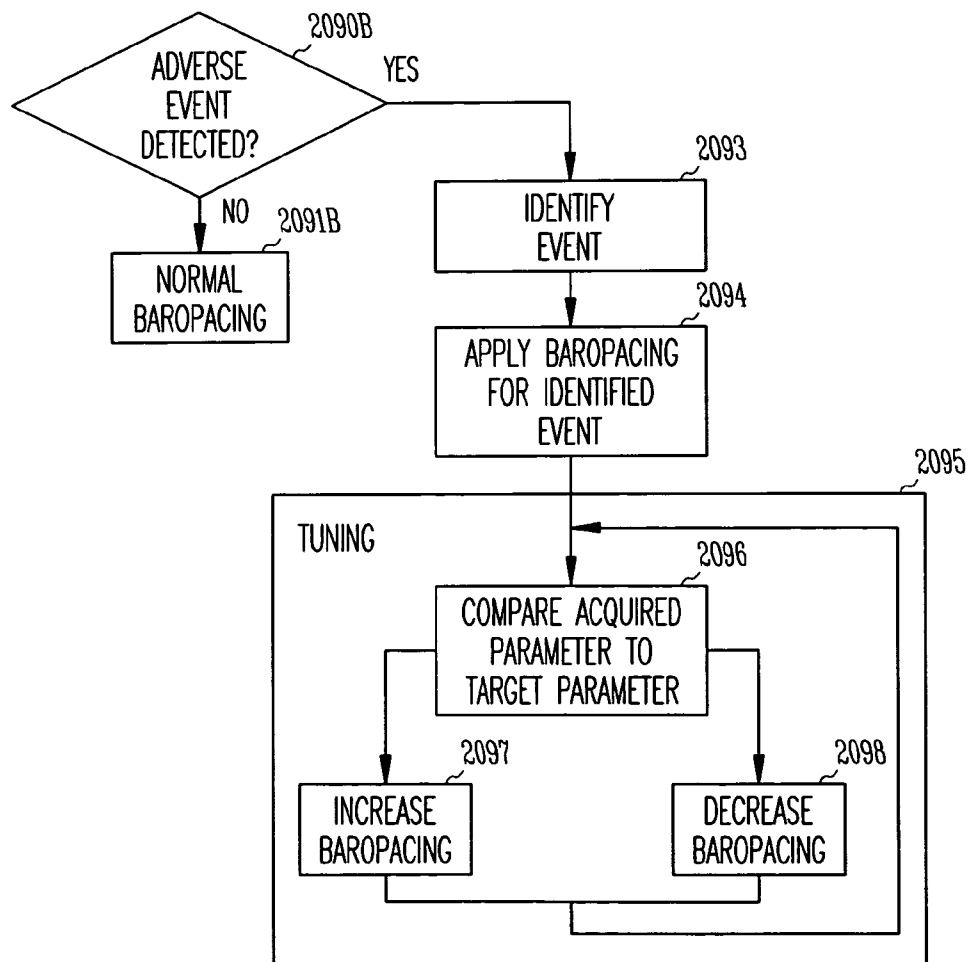 2090B
ADVERSE
EVENT
DETECTED?
YES
NO
2091B
NORMAL
BAROPACING
2093
IDENTIFY
EVENT
2094
APPLY BAROPACING
FOR IDENTIFIED
EVENT
2095
TUNING
2096
COMPARE ACQUIRED
PARAMETER TO
TARGET PARAMETER
2097
INCREASE
BAROPACING
2098
DECREASE
BAROPACING